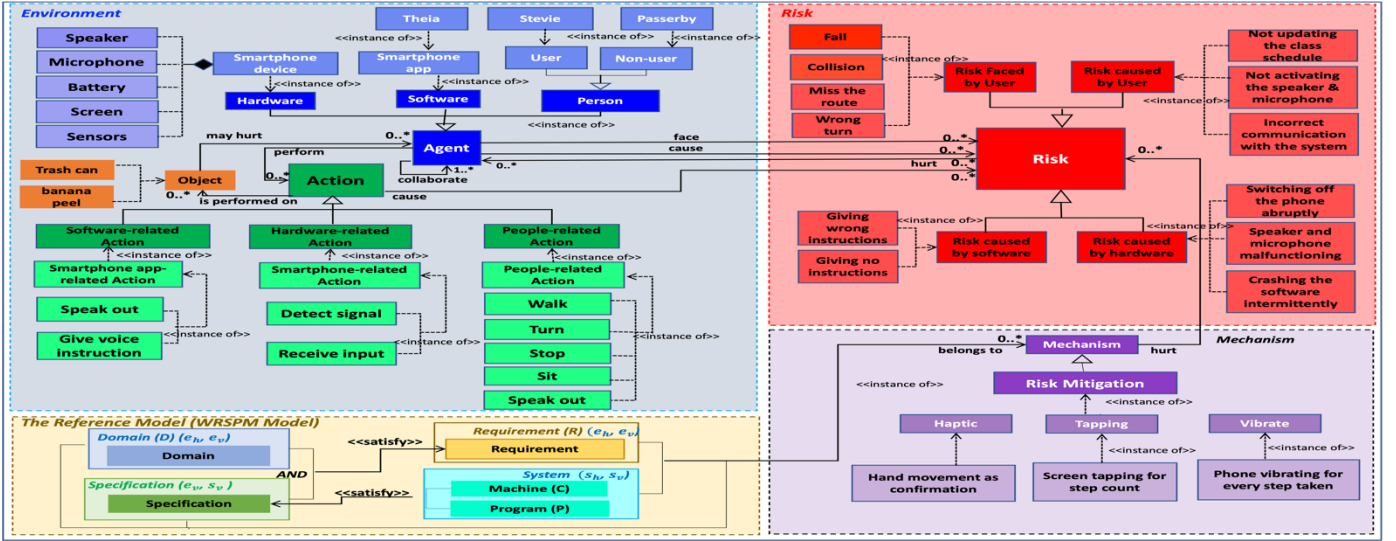 Environment
Theia
Stevie
Passerby
<<instance of>>
<<instance of>>
<<instance of>>
Speaker
Microphone
Battery
Screen
Sensors
Smartphone
device
Smartphone
app
User
Non-user
<<instance of>>
Hardware
Software
Person
<<instance of>>
may hurt
0..*
Agent
0..*
1..*
perform
collaborate
face
cause
hurt
cause
Trash can
banana
peel
Object
0..*
0..*
Action
is performed on
Software-related
Action
Hardware-related
Action
People-related
Action
<<instance of>>
<<instance of>>
<<instance of>>
Smartphone app-
related Action
Smartphone-related
Action
People-related
Action
Speak out
Give voice
instruction
<<instance of>>
Detect signal
Receive input
<<instance of>>
Walk
Turn
Stop
Sit
Speak out
<<instance of>>
Risk
Fall
Collision
Miss the
route
Wrong
turn
<<instance of>>
Risk Faced
by User
Risk caused
by User
<<instance of>>
Not updating
the class
schedule
Not activating
the speaker &
microphone
Incorrect
communication
with the system
0..*
0..*
0..*
0..*
Risk
0..*
Giving
wrong
instructions
Giving no
instructions
<<instance of>>
Risk caused
by software
Risk caused
by hardware
<<instance of>>
Switching off
the phone
abruptly
Speaker and
microphone
malfunctioning
Crashing the
software
intermittently
Mechanism
0..*
belongs to
Mechanism
hurt
Risk Mitigation
<<instance of>>
<<instance of>>
Haptic
Tapping
Vibrate
<<instance of>>
<<instance of>>
Hand movement as
confirmation
Screen tapping for
step count
Phone vibrating for
every step taken
The Reference Model (WRSPM Model)
Domain (D) (eₕ, eᵥ)
Domain
<<satisfy>>
Requirement (R) (eₕ, eᵥ)
Requirement
AND
Specification (eᵥ, sᵥ )
Specification
<<satisfy>>
System (sₕ, sᵥ)
Machine (C)
Program (P)